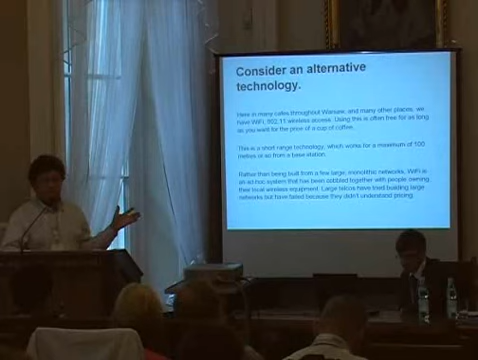 Consider an alternative
technology.
Here in many cafes throughout Warsaw, and many other places, we
have WiFi, 802.11 wireless access. Using this is often free for as long
as you want for the price of a cup of coffee.
This is a short range technology, which works for a maximum of 100
metres or so from a base station.
Rather than being built from a few large, monolithic networks, WiFi is
an ad hoc system that has been cobbled together with people owning
their local wireless equipment. Large telcos have tried building large
networks but have failed because they didn't understand pricing.